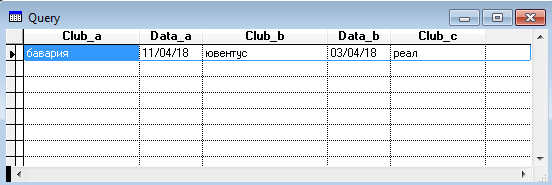 Query
Club_a Data_a Club_b Data_b Club_c
бавария 11/04/18 ювентус 03/04/18 реал